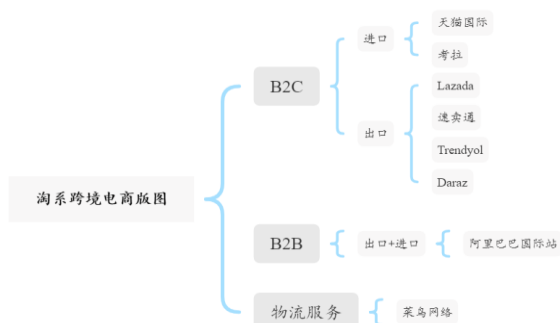 淘系跨境电商版图
B2C
进口
天猫国际
考拉
出口
Lazada
速卖通
Trendyol
Daraz
B2B
出口+进口
阿里巴巴国际站
物流服务
菜鸟网络